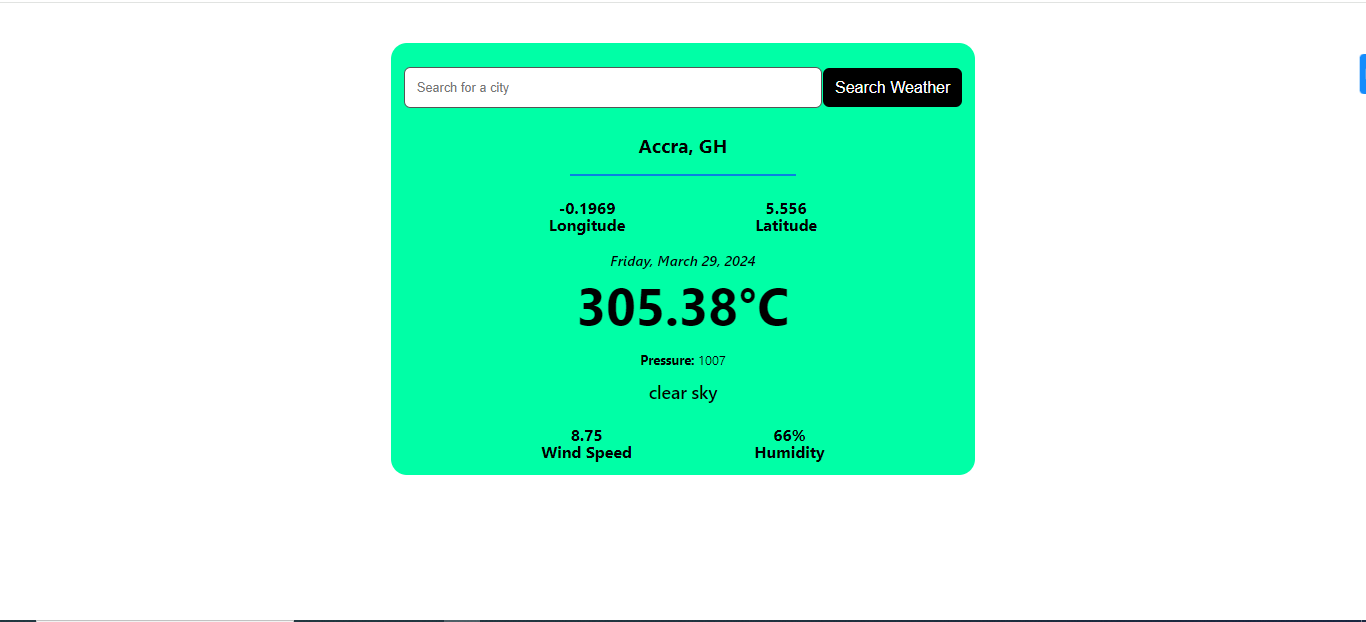 Search for a city Search Weather
Accra, GH
-0.1969 5.556
Longitude Latitude
Friday, March 29, 2024
305.38°C
Pressure: 1007
clear sky
8.75 66%
Wind Speed Humidity